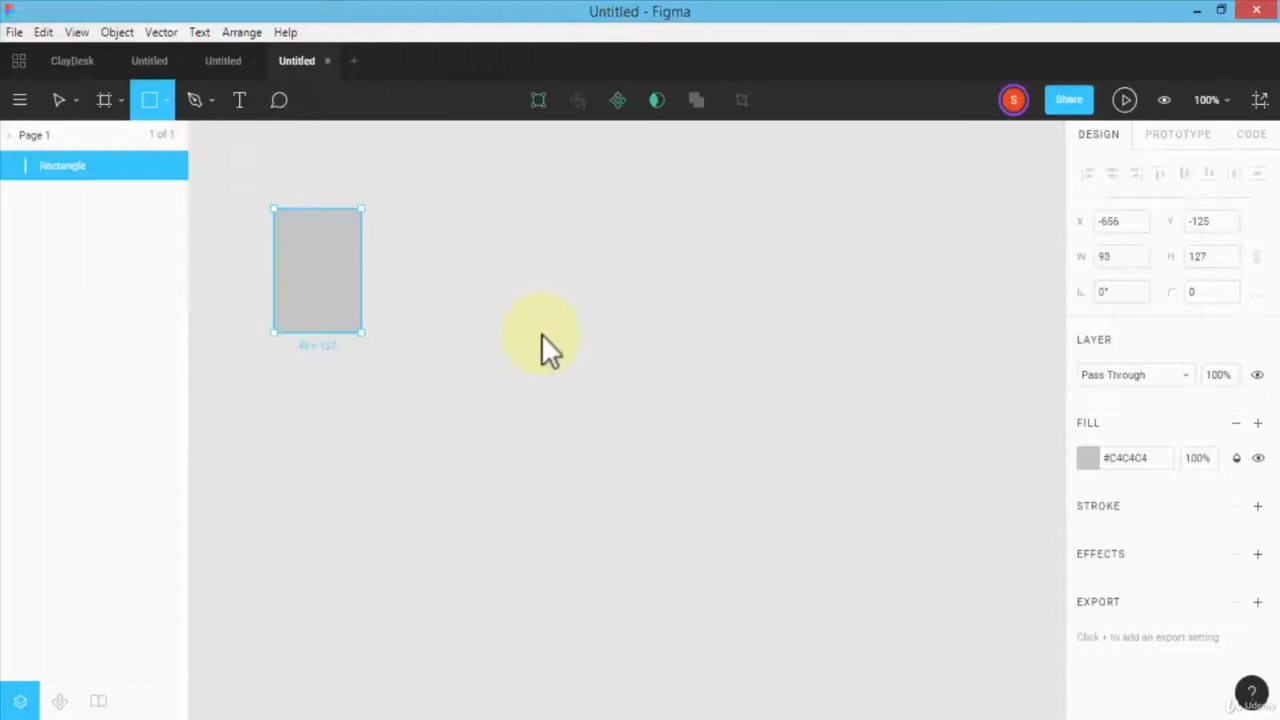 Untitled - Figma
File Edit View Object Vector Text Arrange Help
ClayDesk Untitled Untitled Untitled
S Share 100%
Page 1 1 of 1
DESIGN PROTOTYPE CODE
Rectangle
X -656 Y -125
W 93 H 127
0° 0
LAYER
Pass Through 100%
FILL
#C4C4C4 100%
STROKE
EFFECTS
EXPORT
Click + to add an export setting
?
Udemy